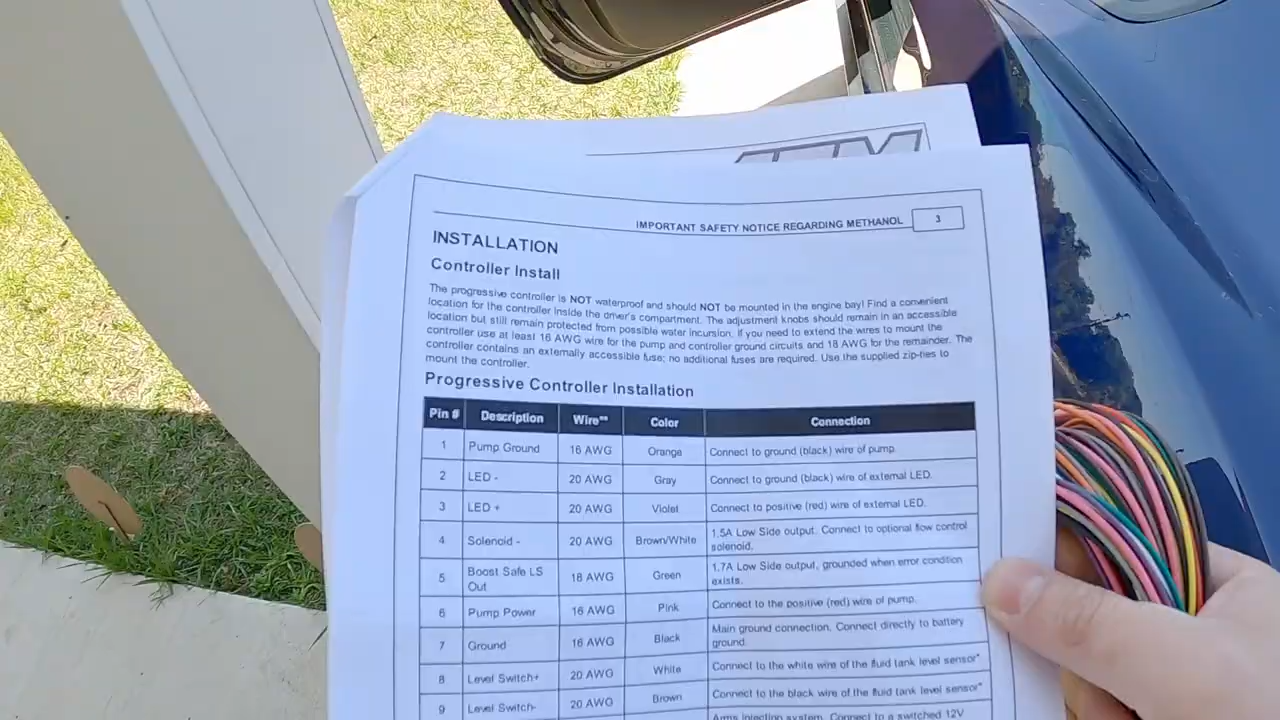 IMPORTANT SAFETY NOTICE REGARDING METHANOL 3
INSTALLATION
Controller Install
The progressive controller is NOT waterproof and should NOT be mounted in the engine bay! Find a convenient
location for the controller inside the driver's compartment. The adjustment knobs should remain in an accessible
location but still remain protected from possible water incursion. If you need to extend the wires to mount the
controller use at least 16 AWG wire for the pump and controller ground circuits and 18 AWG for the remainder. The
controller contains an externally accessible fuse; no additional fuses are required. Use the supplied zip-ties to
mount the controller.
Progressive Controller Installation
Pin # Description Wire** Color Connection
1 Pump Ground 16 AWG Orange Connect to ground (black) wire of pump
2 LED - 20 AWG Gray Connect to ground (black) wire of external LED.
3 LED + 20 AWG Violet Connect to positive (red) wire of external LED.
4 Solenoid - 20 AWG Brown/White 1.5A Low Side output. Connect to optional flow control
solenoid.
5 Boost Safe LS
Out 18 AWG Green 1.7A Low Side output, grounded when error condition
exists.
6 Pump Power 16 AWG Pink Connect to the positive (red) wire of pump.
7 Ground 16 AWG Black Main ground connection. Connect directly to battery
ground.
8 Level Switch+ 20 AWG White Connect to the white wire of the fluid tank level sensor*
9 Level Switch- 20 AWG Brown Connect to the black wire of the fluid tank level sensor*
Arms injection system. Connect to a switched 12V